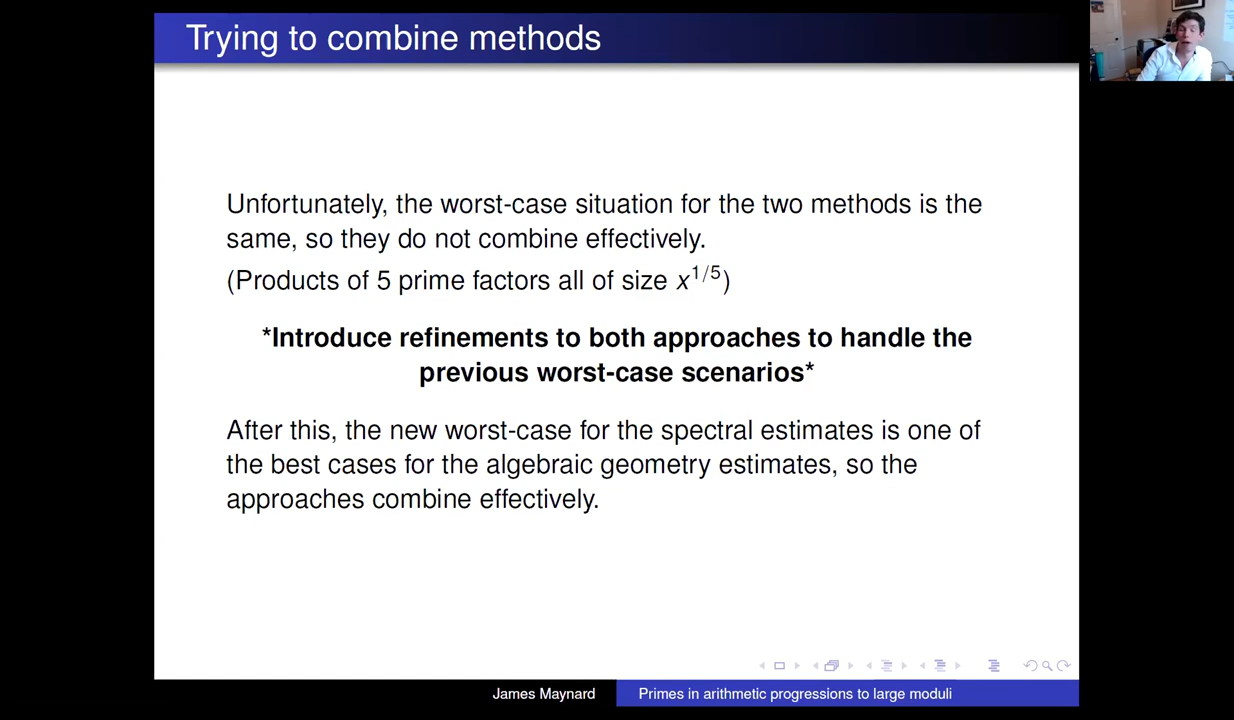 Trying to combine methods
Unfortunately, the worst-case situation for the two methods is the
same, so they do not combine effectively.
(Products of 5 prime factors all of size x^{1/5})
*Introduce refinements to both approaches to handle the
previous worst-case scenarios*
After this, the new worst-case for the spectral estimates is one of
the best cases for the algebraic geometry estimates, so the
approaches combine effectively.
James Maynard
Primes in arithmetic progressions to large moduli